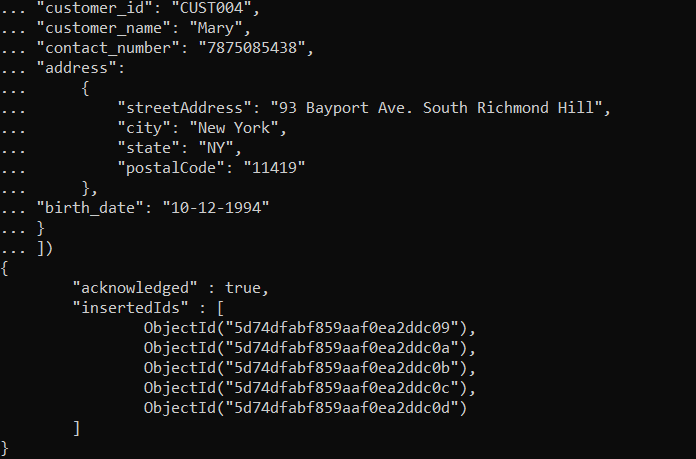 ... "customer_id": "CUST004",
... "customer_name": "Mary",
... "contact_number": "7875085438",
... "address":
...     {
...         "streetAddress": "93 Bayport Ave. South Richmond Hill",
...         "city": "New York",
...         "state": "NY",
...         "postalCode": "11419"
...     },
... "birth_date": "10-12-1994"
... }
... ])
{
        "acknowledged" : true,
        "insertedIds" : [
                ObjectId("5d74dfabf859aaf0ea2ddc09"),
                ObjectId("5d74dfabf859aaf0ea2ddc0a"),
                ObjectId("5d74dfabf859aaf0ea2ddc0b"),
                ObjectId("5d74dfabf859aaf0ea2ddc0c"),
                ObjectId("5d74dfabf859aaf0ea2ddc0d")
        ]
}